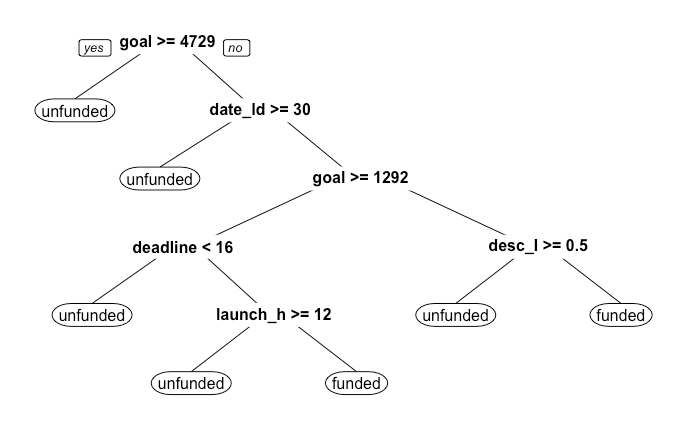 yes goal >= 4729 no
unfunded date_ld >= 30
unfunded goal >= 1292
deadline < 16 desc_l >= 0.5
unfunded launch_h >= 12 unfunded funded
unfunded funded